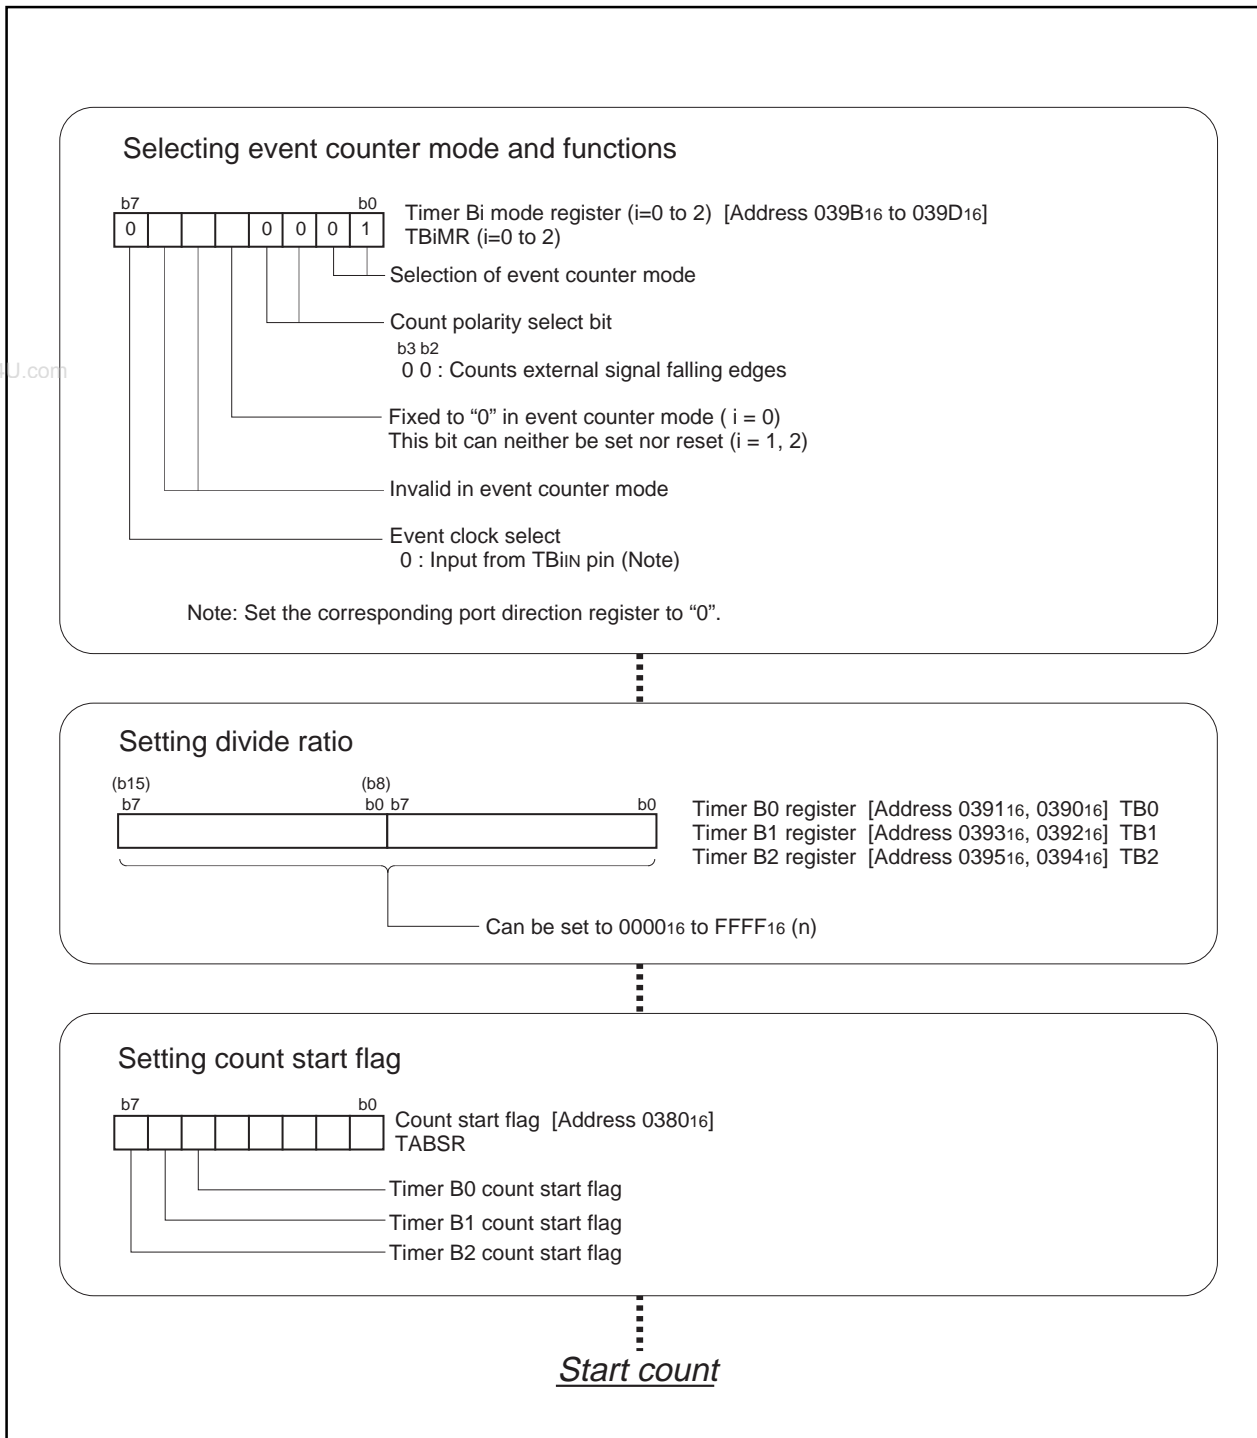 Selecting event counter mode and functions
b7 b0
0 0 0 0 1
Timer Bi mode register (i=0 to 2) [Address 039B16 to 039D16]
TBiMR (i=0 to 2)
Selection of event counter mode
Count polarity select bit
b3 b2
0 0 : Counts external signal falling edges
4U.com
Fixed to “0” in event counter mode ( i = 0)
This bit can neither be set nor reset (i = 1, 2)
Invalid in event counter mode
Event clock select
0 : Input from TBiIN pin (Note)
Note: Set the corresponding port direction register to “0”.
Setting divide ratio
(b15) (b8)
b7 b0 b7 b0
Timer B0 register [Address 039116, 039016] TB0
Timer B1 register [Address 039316, 039216] TB1
Timer B2 register [Address 039516, 039416] TB2
Can be set to 000016 to FFFF16 (n)
Setting count start flag
b7 b0
Count start flag [Address 038016]
TABSR
Timer B0 count start flag
Timer B1 count start flag
Timer B2 count start flag
Start count